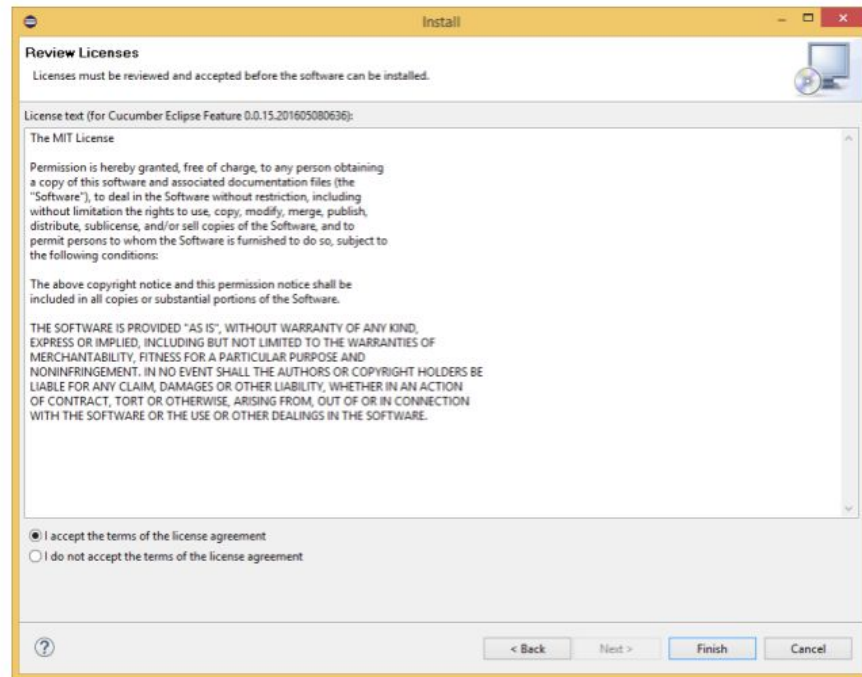 Install
Review Licenses
Licenses must be reviewed and accepted before the software can be installed.
License text (for Cucumber Eclipse Feature 0.0.15.201605080636):
The MIT License
Permission is hereby granted, free of charge, to any person obtaining
a copy of this software and associated documentation files (the
"Software"), to deal in the Software without restriction, including
without limitation the rights to use, copy, modify, merge, publish,
distribute, sublicense, and/or sell copies of the Software, and to
permit persons to whom the Software is furnished to do so, subject to
the following conditions:
The above copyright notice and this permission notice shall be
included in all copies or substantial portions of the Software.
THE SOFTWARE IS PROVIDED "AS IS", WITHOUT WARRANTY OF ANY KIND,
EXPRESS OR IMPLIED, INCLUDING BUT NOT LIMITED TO THE WARRANTIES OF
MERCHANTABILITY, FITNESS FOR A PARTICULAR PURPOSE AND
NONINFRINGEMENT. IN NO EVENT SHALL THE AUTHORS OR COPYRIGHT HOLDERS BE
LIABLE FOR ANY CLAIM, DAMAGES OR OTHER LIABILITY, WHETHER IN AN ACTION
OF CONTRACT, TORT OR OTHERWISE, ARISING FROM, OUT OF OR IN CONNECTION
WITH THE SOFTWARE OR THE USE OR OTHER DEALINGS IN THE SOFTWARE.
I accept the terms of the license agreement
I do not accept the terms of the license agreement
? < Back Next > Finish Cancel